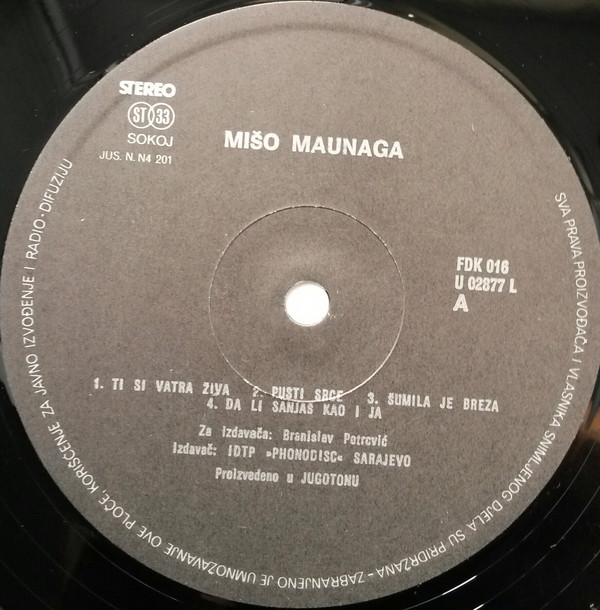 STEREO
ST 33
SOKOJ
JUS. N. N4 201
MIŠO MAUNAGA
FDK 016
U 02877 L
A
1. TI SI VATRA ŽIVA 2. PUSTI SRCE 3. ŠUMILA JE BREZA
4. DA LI SANJAŠ KAO I JA
Za izdavača: Branislav Petrović
Izdavač: IDTP »PHONODISC« SARAJEVO
Proizvedeno u JUGOTONU
SVA PRAVA PROIZVOĐAČA I VLASNIKA SNIMLJENOG DJELA SU PRIDRŽANA - ZABRANJENO JE UMNOŽAVANJE OVE PLOČE, KORIŠĆENJE ZA JAVNO IZVOĐENJE I RADIO-DIFUZIJU